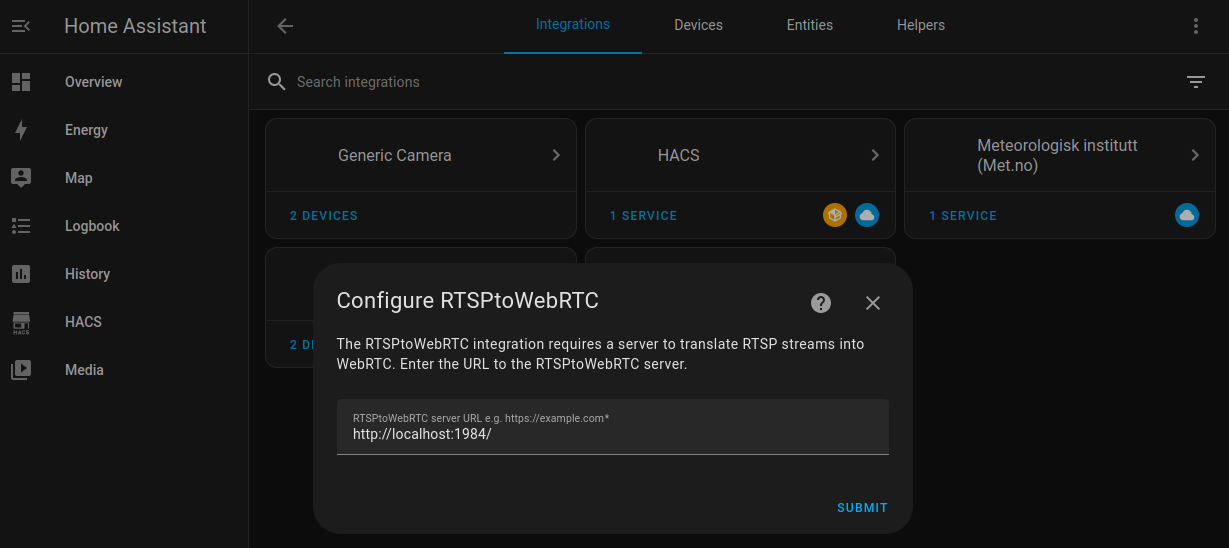 Home Assistant
Integrations
Devices
Entities
Helpers
Overview
Energy
Map
Logbook
History
HACS
HACS
Media
Search integrations
Generic Camera
2 DEVICES
HACS
1 SERVICE
Meteorologisk institutt
(Met.no)
1 SERVICE
2 DE
Configure RTSPtoWebRTC
The RTSPtoWebRTC integration requires a server to translate RTSP streams into
WebRTC. Enter the URL to the RTSPtoWebRTC server.
RTSPtoWebRTC server URL e.g. https://example.com*
http://localhost:1984/
SUBMIT